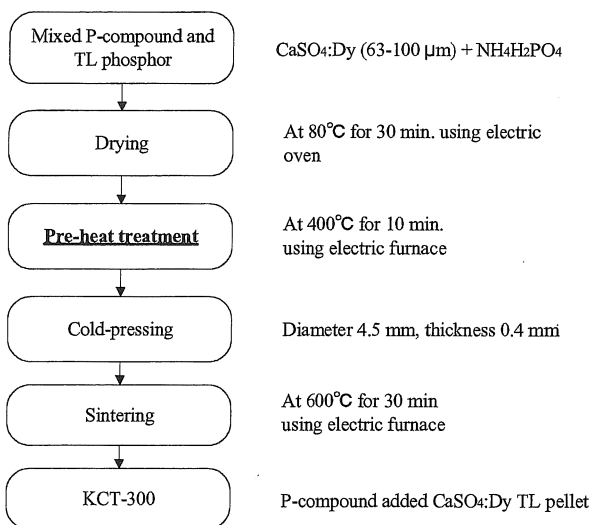 Mixed P-compound and
TL phosphor
CaSO4:Dy (63-100 μm) + NH4H2PO4
Drying
At 80℃ for 30 min. using electric
oven
Pre-heat treatment
At 400℃ for 10 min.
using electric furnace
Cold-pressing
Diameter 4.5 mm, thickness 0.4 mm
Sintering
At 600℃ for 30 min
using electric furnace
KCT-300
P-compound added CaSO4:Dy TL pellet